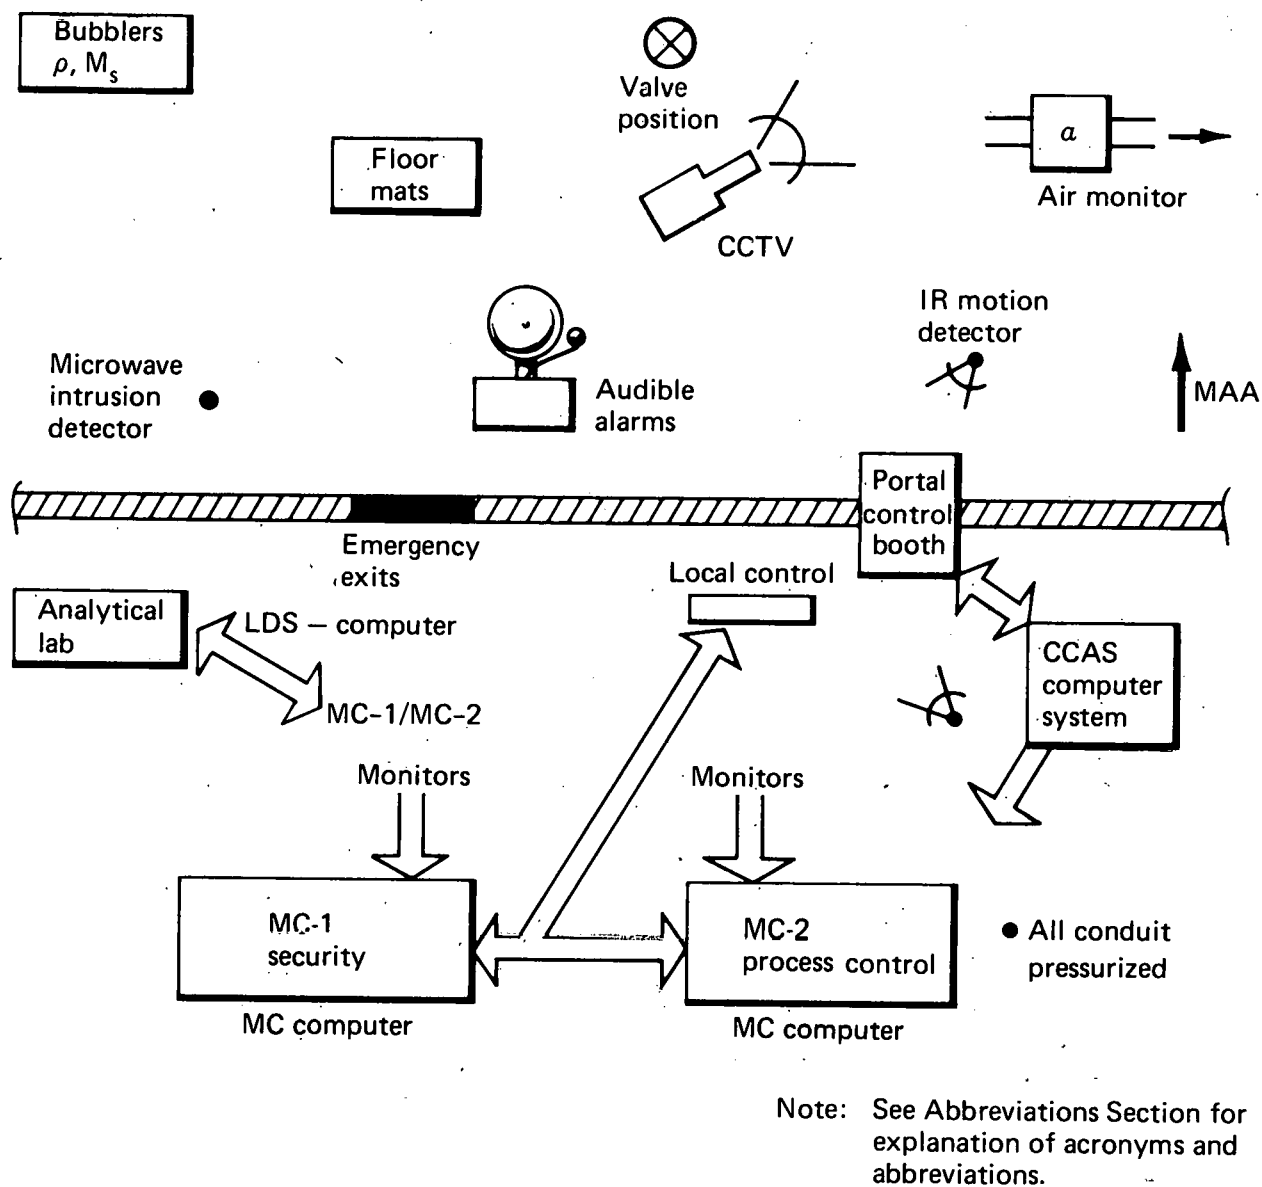 Bubblers
ρ, Ms
Valve
position
Floor
mats
a
Air monitor
CCTV
IR motion
detector
Microwave
intrusion
detector
Audible
alarms
MAA
Portal
control
booth
Emergency
exits
Local control
Analytical
lab
LDS – computer
MC-1/MC-2
CCAS
computer
system
Monitors
Monitors
MC-1
security
MC-2
process control
All conduit
pressurized
MC computer
MC computer
Note: See Abbreviations Section for
explanation of acronyms and
abbreviations.